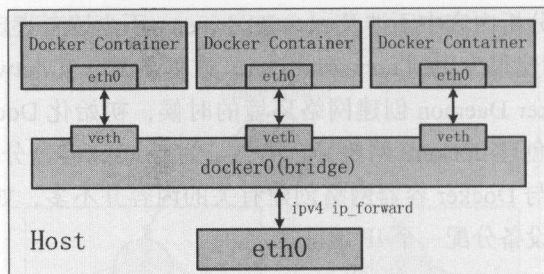 Docker Container Docker Container Docker Container
eth0 eth0 eth0
veth veth veth
docker0(bridge)
ipv4 ip_forward
Host
eth0